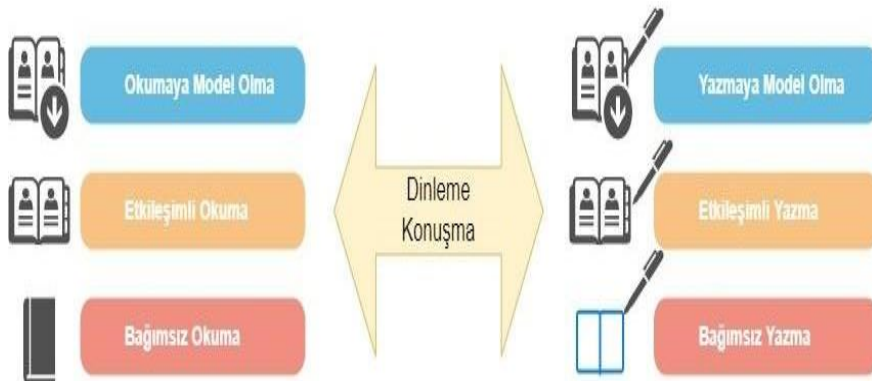 Okumaya Model Olma
Yazmaya Model Olma
Etkileşimli Okuma
Dinleme
Konuşma
Etkileşimli Yazma
Bağımsız Okuma
Bağımsız Yazma